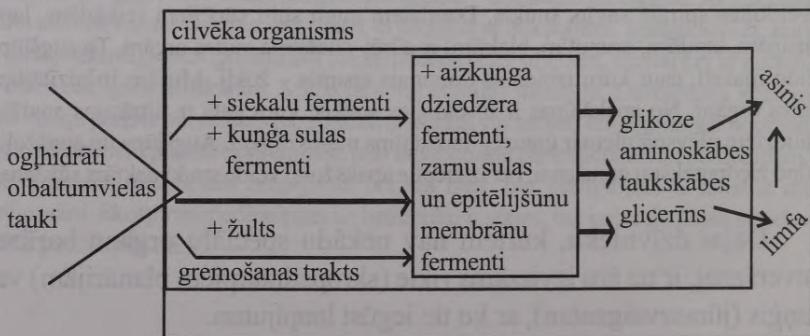 cilvēka organisms
ogļhidrāti
olbaltumvielas
tauki
+ siekalu fermenti
+ kuņģa sulas
fermenti
+ žults
gremošanas trakts
+ aizkuņģa
dziedzera
fermenti,
zarnu sulas
un epitēlijšūnu
membrānu
fermenti
glikoze
aminoskābes
taukskābes
glicerīns
asinis
limfa